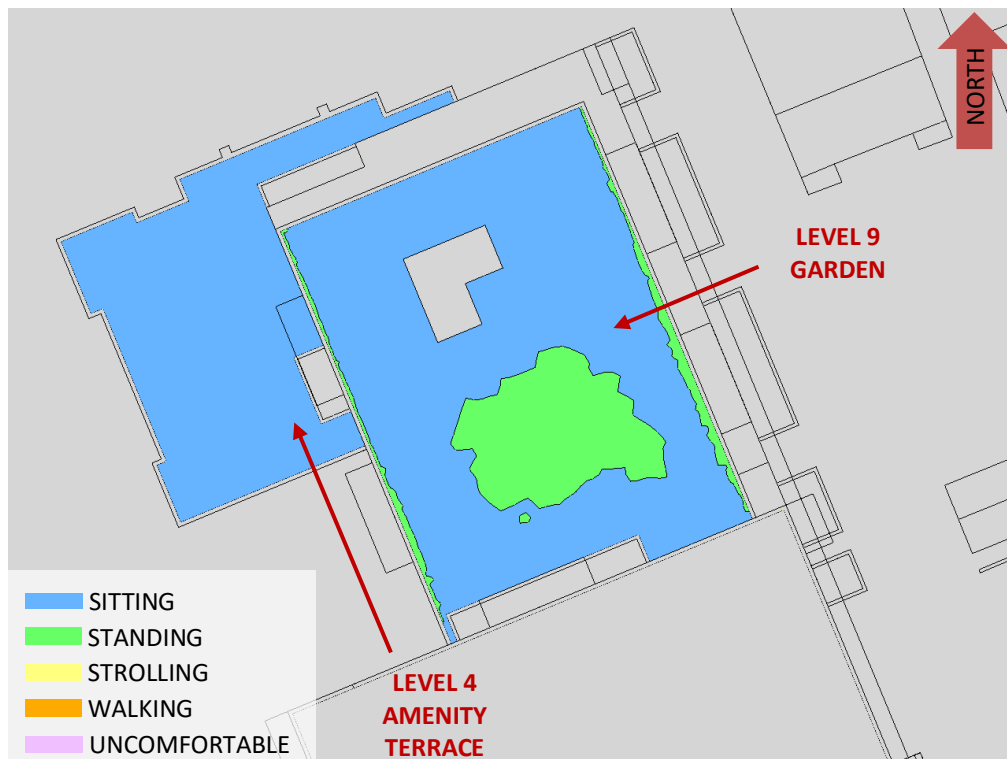 NORTH
LEVEL 9
GARDEN
LEVEL 4
AMENITY
TERRACE
SITTING
STANDING
STROLLING
WALKING
UNCOMFORTABLE